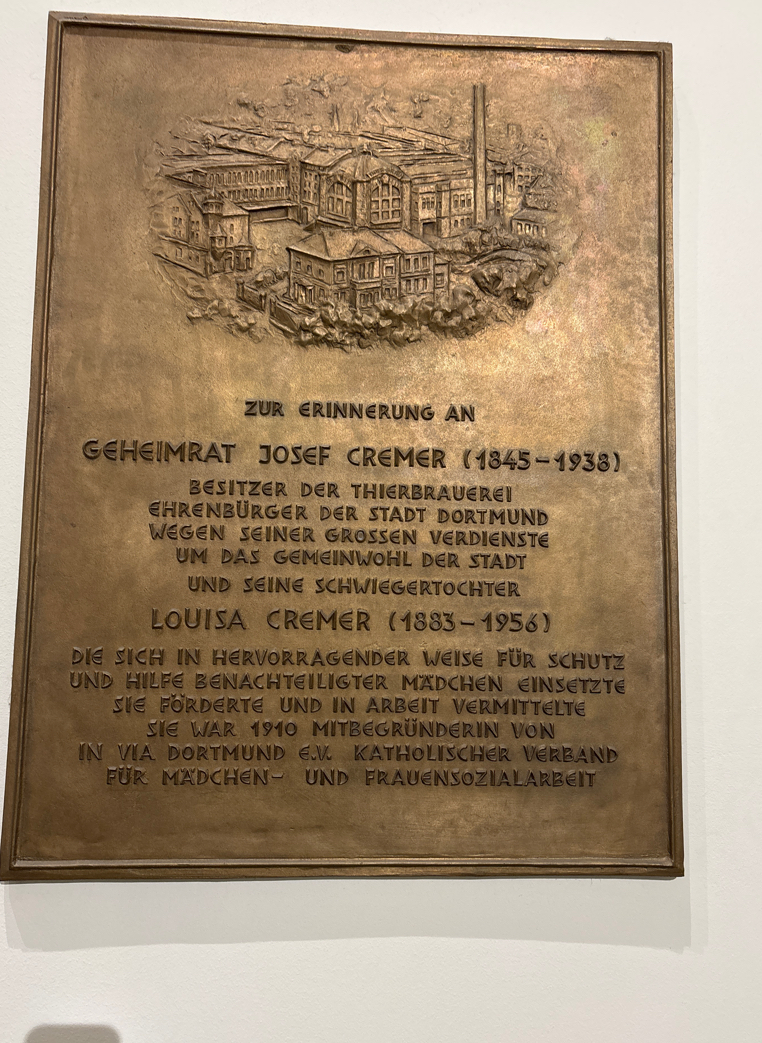 ZUR ERINNERUNG AN
GEHEIMRAT JOSEF CREMER (1845–1938)
BESITZER DER THIERBRAUEREI
EHRENBÜRGER DER STADT DORTMUND
WEGEN SEINER GROSSEN VERDIENSTE
UM DAS GEMEINWOHL DER STADT
UND SEINE SCHWIEGERTOCHTER
LOUISA CREMER (1883–1956)
DIE SICH IN HERVORRAGENDER WEISE FÜR SCHUTZ
UND HILFE BENACHTEILIGTER MÄDCHEN EINSETZTE
SIE FÖRDERTE UND IN ARBEIT VERMITTELTE
SIE WAR 1910 MITBEGRÜNDERIN VON
IN VIA DORTMUND E.V. KATHOLISCHER VERBAND
FÜR MÄDCHEN- UND FRAUENSOZIALARBEIT